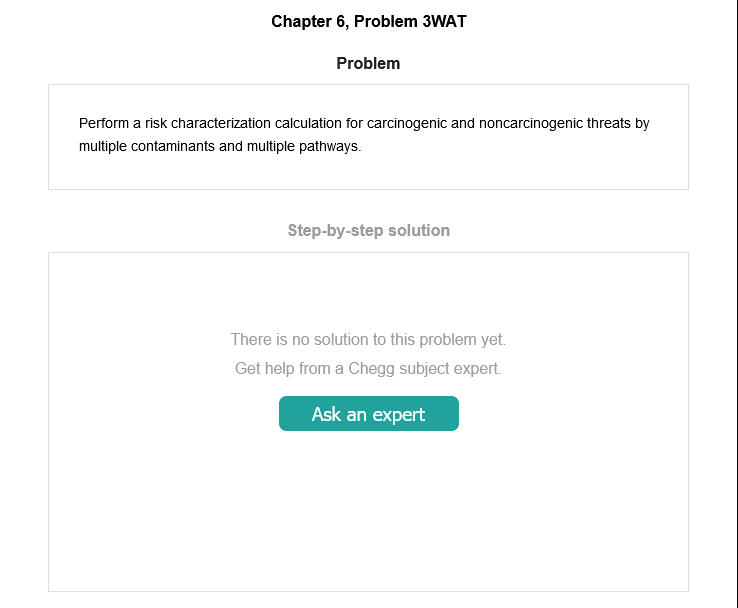 Chapter 6, Problem 3WAT
Problem
Perform a risk characterization calculation for carcinogenic and noncarcinogenic threats by
multiple contaminants and multiple pathways.
Step-by-step solution
There is no solution to this problem yet.
Get help from a Chegg subject expert.
Ask an expert